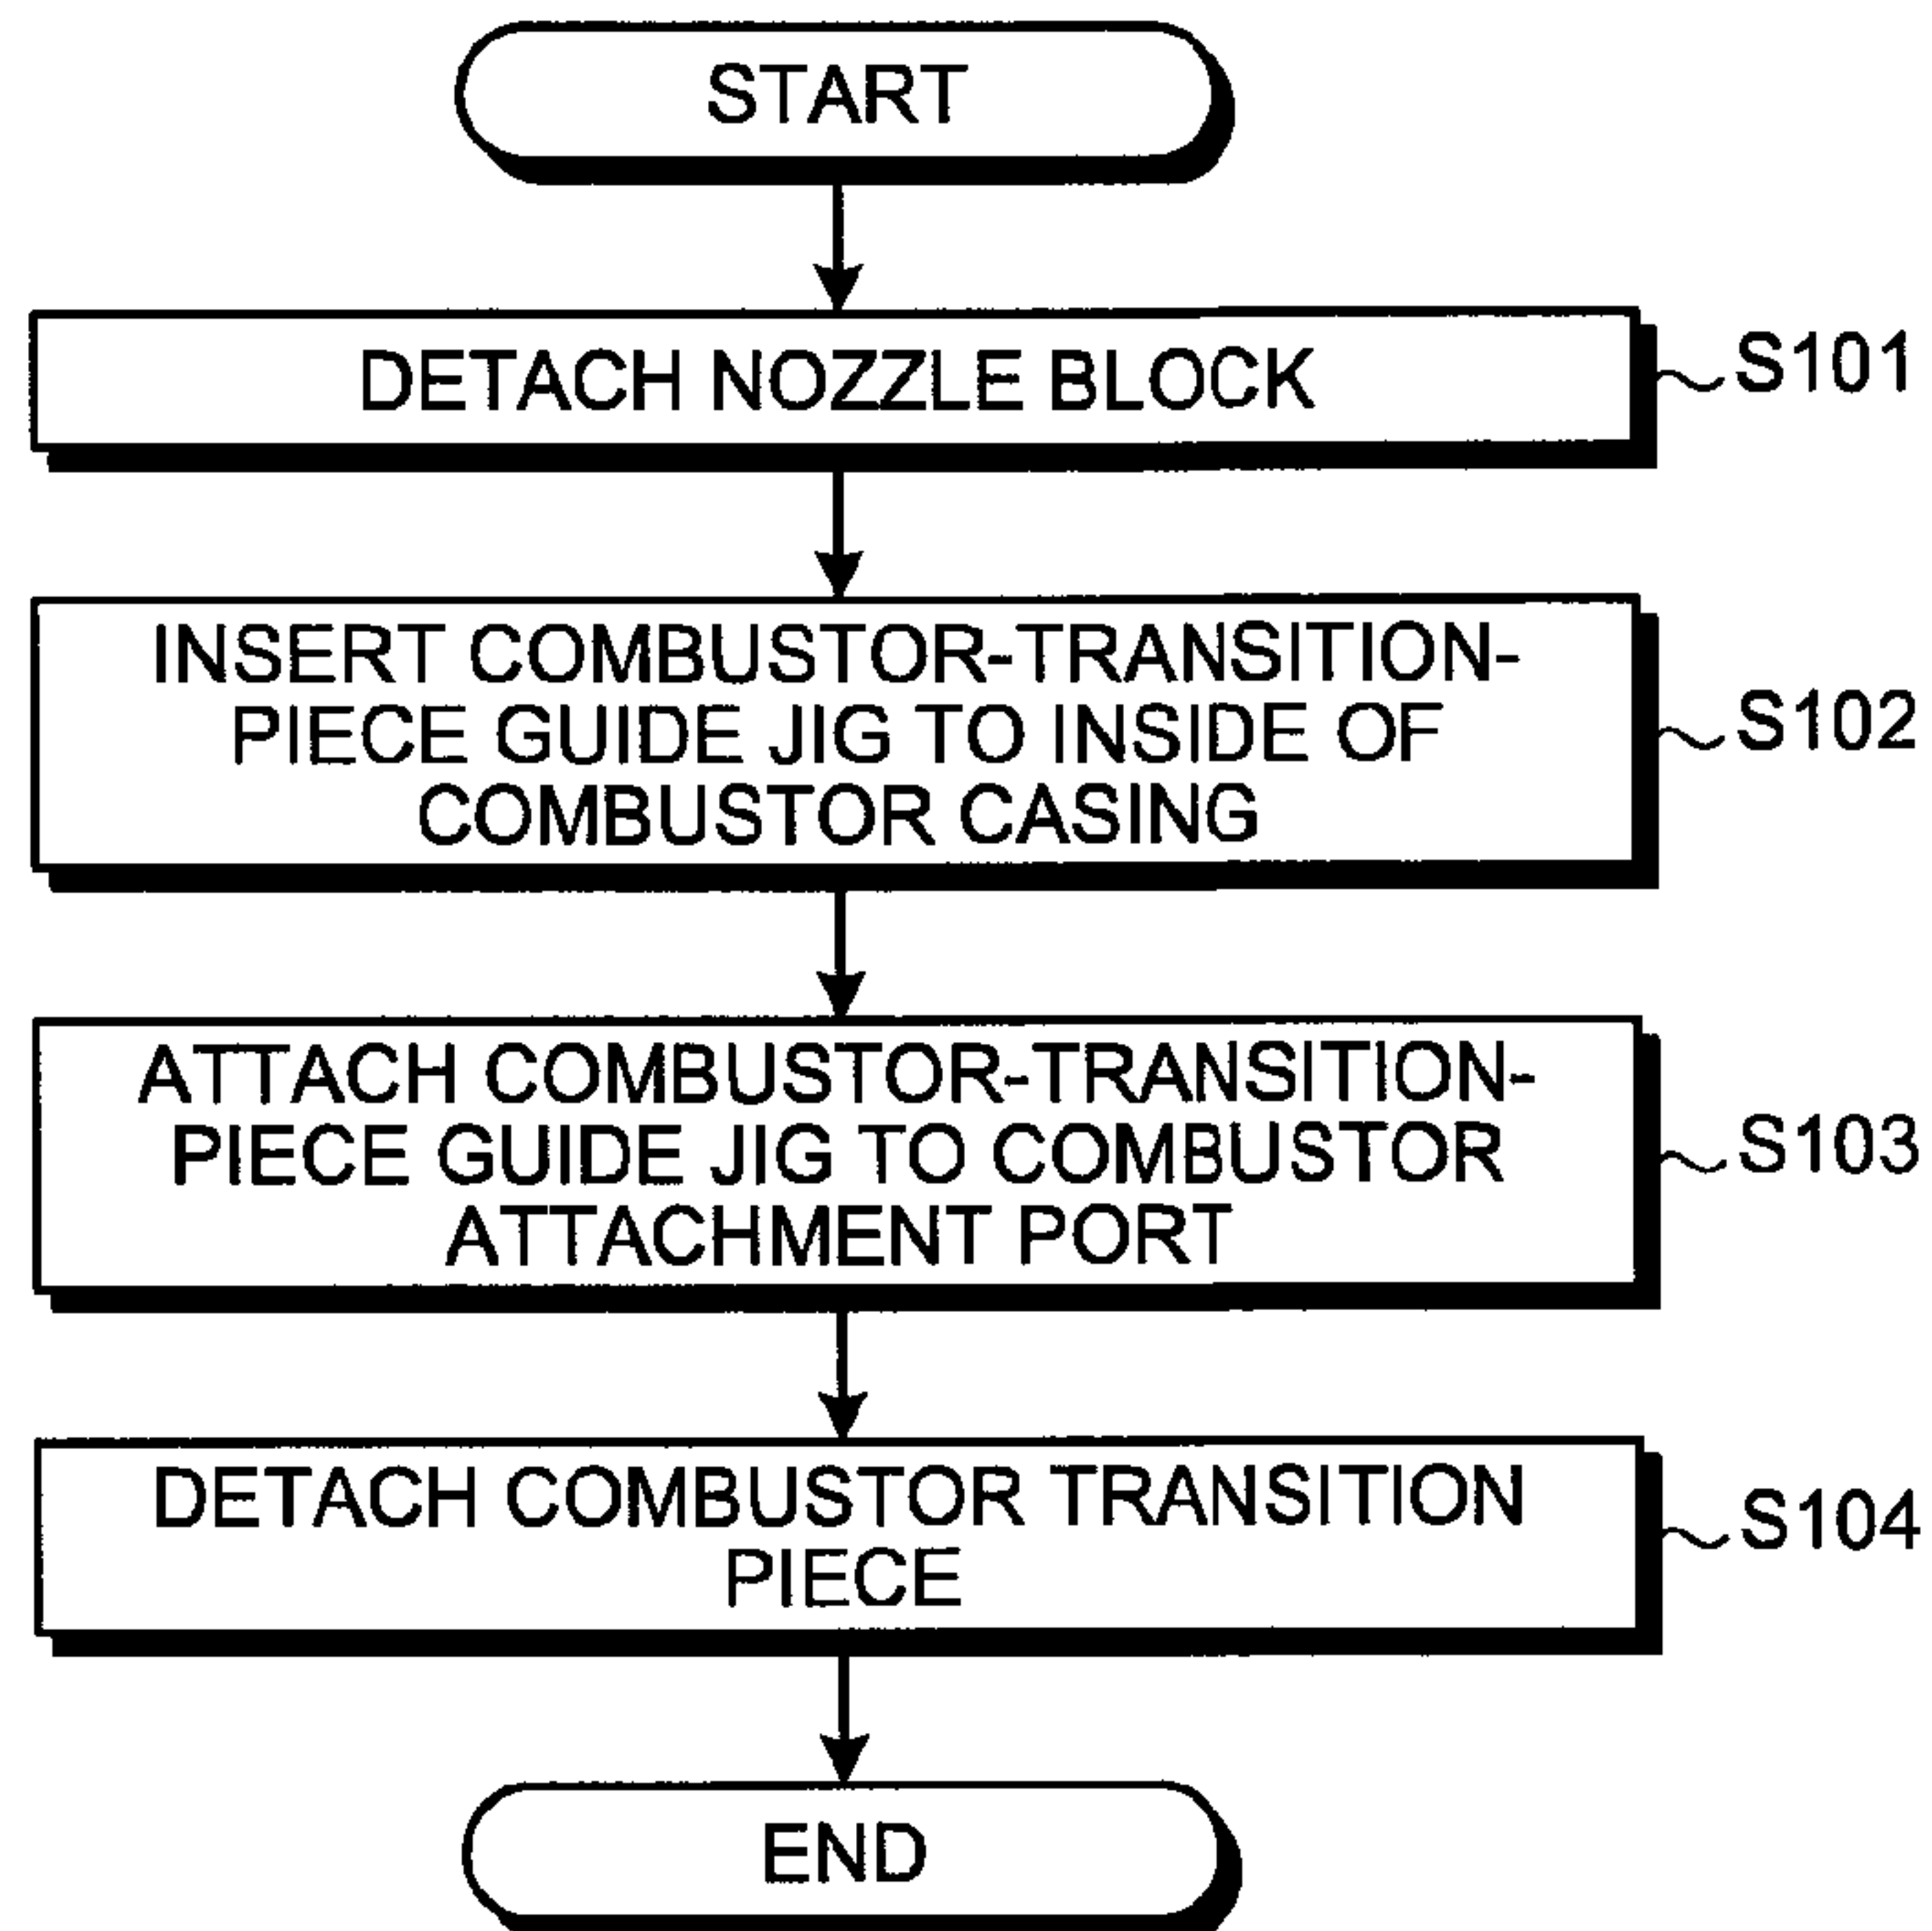 START
DETACH NOZZLE BLOCK
S101
INSERT COMBUSTOR-TRANSITION-
PIECE GUIDE JIG TO INSIDE OF
COMBUSTOR CASING
S102
ATTACH COMBUSTOR-TRANSITION-
PIECE GUIDE JIG TO COMBUSTOR
ATTACHMENT PORT
S103
DETACH COMBUSTOR TRANSITION
PIECE
S104
END